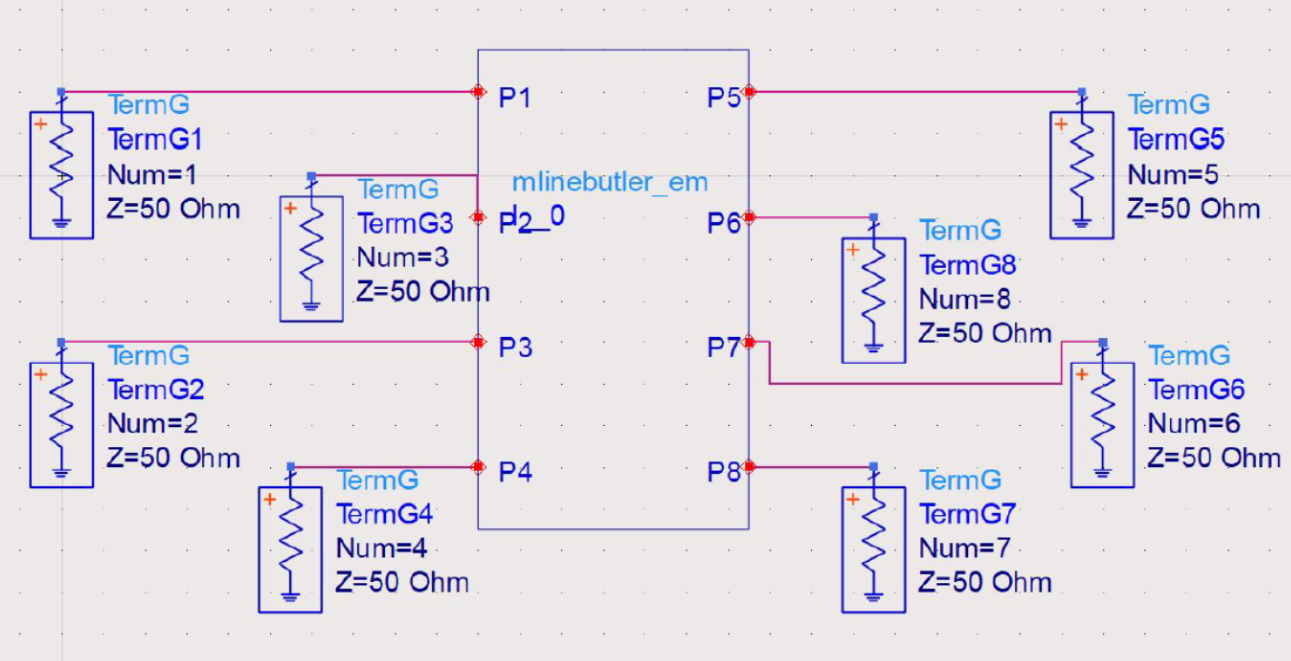 P1
P5
TermG
TermG1
Num=1
Z=50 Ohm
TermG
TermG5
Num=5
Z=50 Ohm
TermG
TermG3
Num=3
Z=50 Ohm
mlinebutler_em
P2
_0
P6
TermG
TermG8
Num=8
Z=50 Ohm
P3
P7
TermG
TermG2
Num=2
Z=50 Ohm
TermG
TermG6
Num=6
Z=50 Ohm
P4
P8
TermG
TermG4
Num=4
Z=50 Ohm
TermG
TermG7
Num=7
Z=50 Ohm